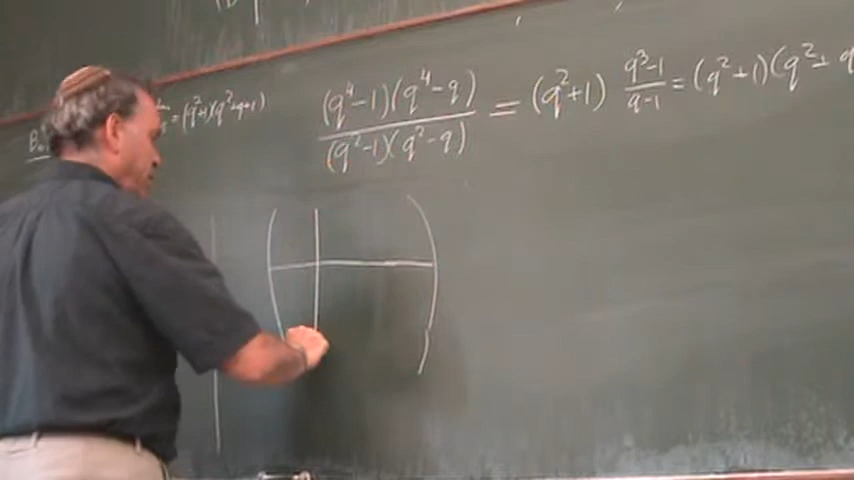 (q⁴-1)(q⁴-q) / (q²-1)(q²-q) = (q²+1) q³-1 / q-1 = (q²+1)(q²+q
= (q²+1)(q²+q+1)